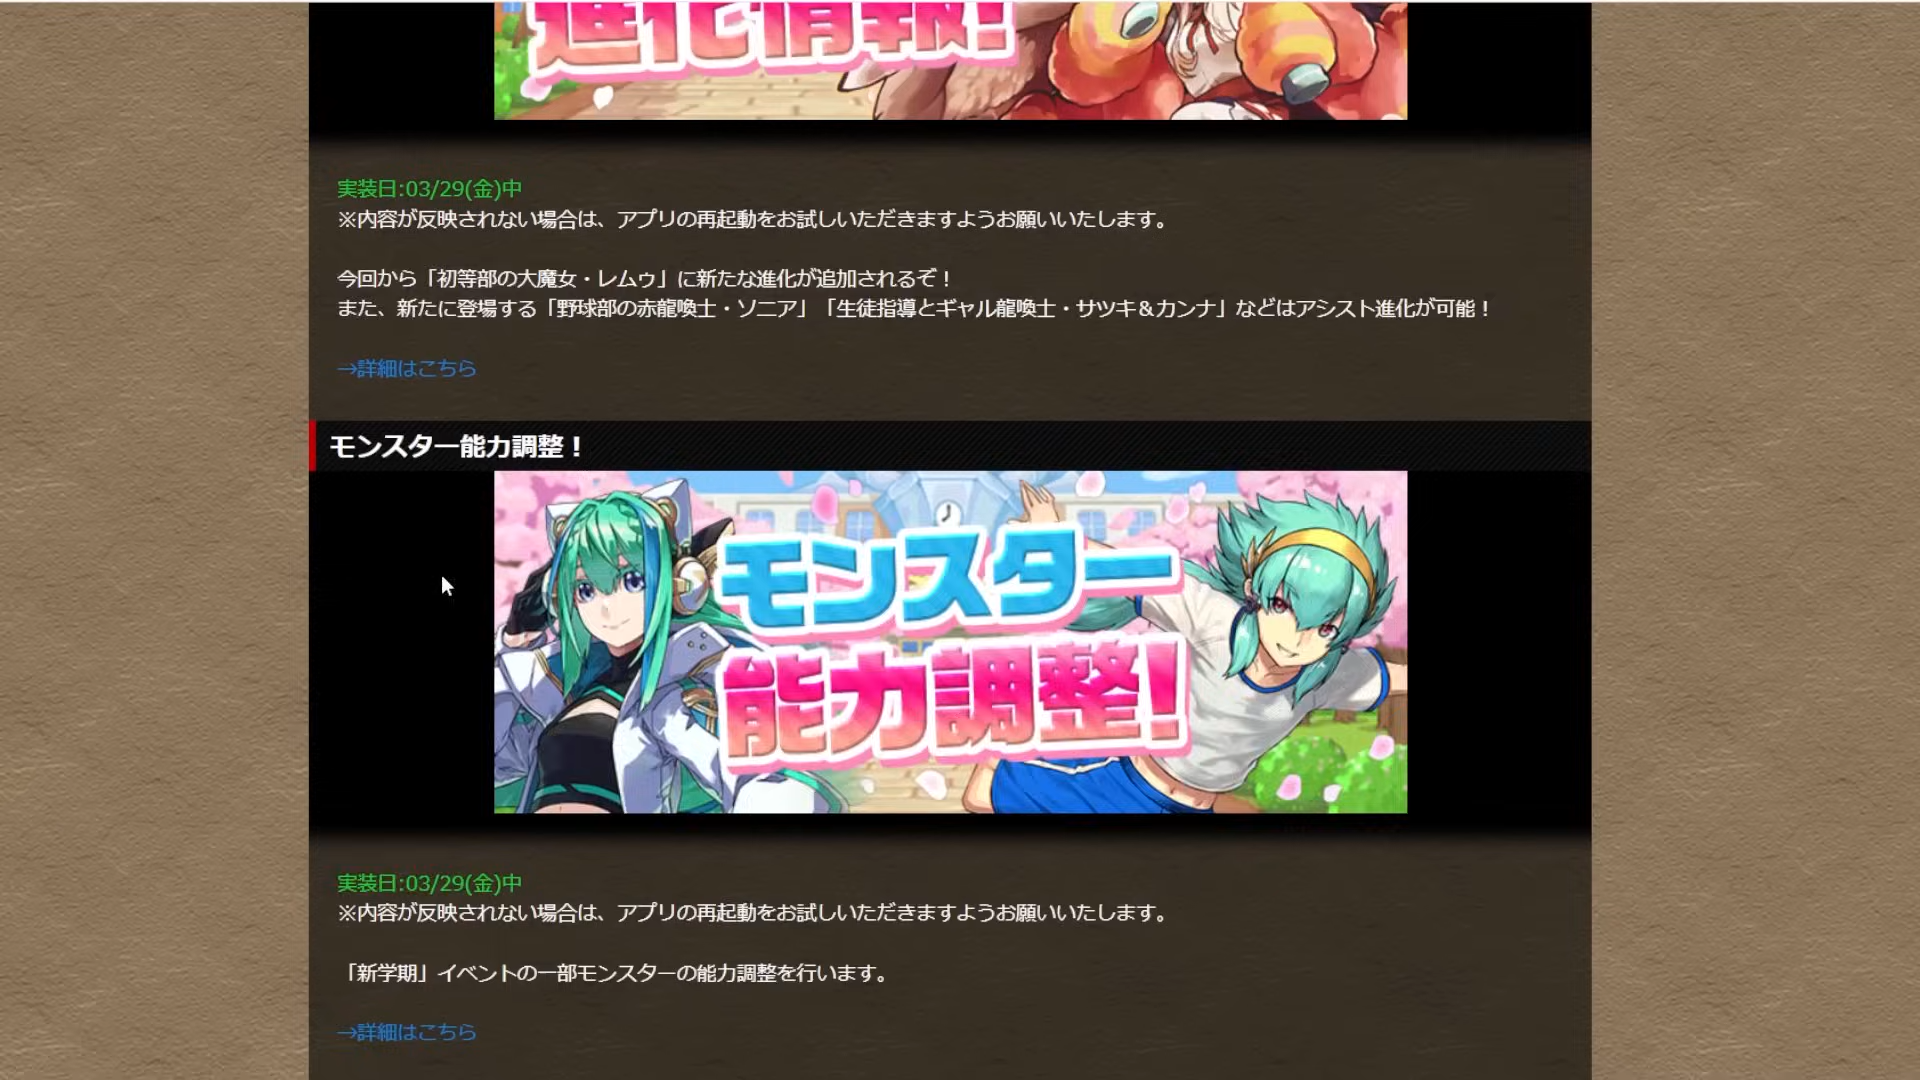 進化情報!
実装日:03/29(金)中
※内容が反映されない場合は、アプリの再起動をお試しいただきますようお願いいたします。
今回から「初等部の大魔女・レムゥ」に新たな進化が追加されるぞ！
また、新たに登場する「野球部の赤龍喚士・ソニア」「生徒指導とギャル龍喚士・サツキ＆カンナ」などはアシスト進化が可能！
→詳細はこちら
モンスター能力調整！
モンスター
能力調整!
実装日:03/29(金)中
※内容が反映されない場合は、アプリの再起動をお試しいただきますようお願いいたします。
「新学期」イベントの一部モンスターの能力調整を行います。
→詳細はこちら